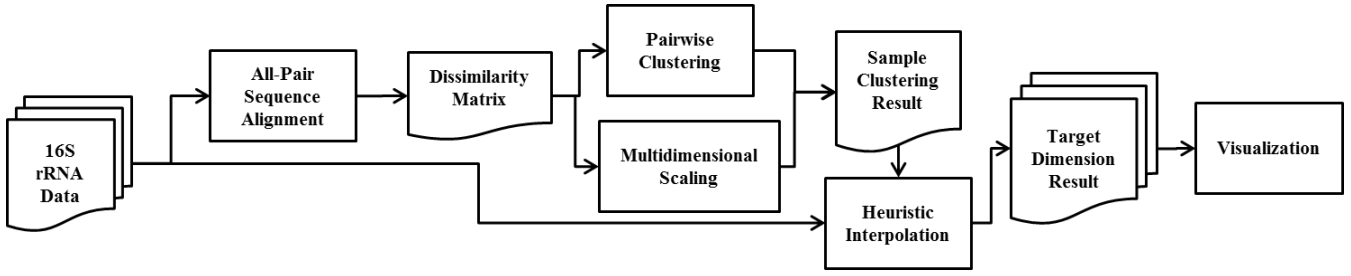 16S
rRNA
Data
All-Pair
Sequence
Alignment
Dissimilarity
Matrix
Pairwise
Clustering
Multidimensional
Scaling
Sample
Clustering
Result
Heuristic
Interpolation
Target
Dimension
Result
Visualization